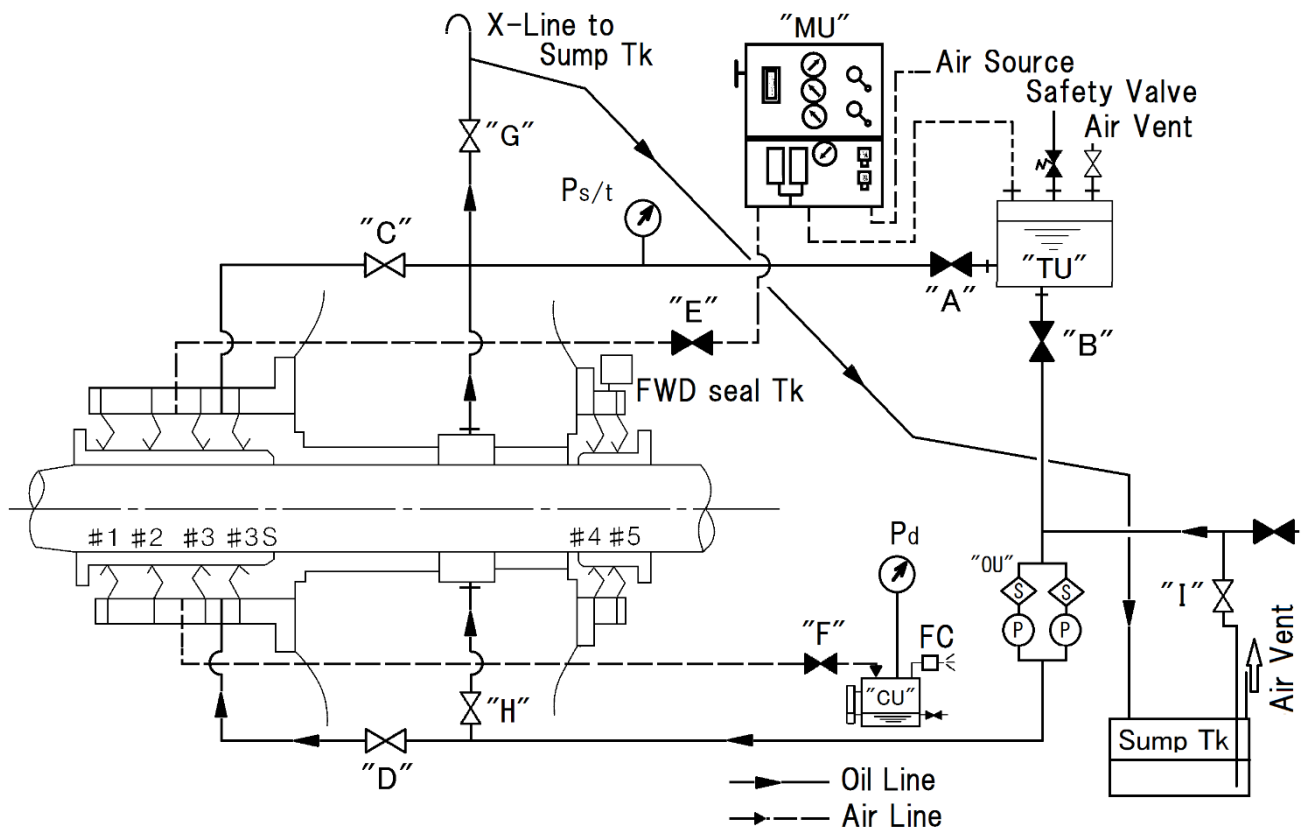 X-Line to
Sump Tk
"MU"
Air Source
Safety Valve
Air Vent
"G"
Ps/t
"C"
"TU"
"A"
"E"
"B"
FWD seal Tk
#1 #2 #3 #3S
#4 #5
Pd
"OU"
S S
"I"
P P
"F"
FC
Air Vent
"CU"
"H"
"D"
Sump Tk
Oil Line
Air Line